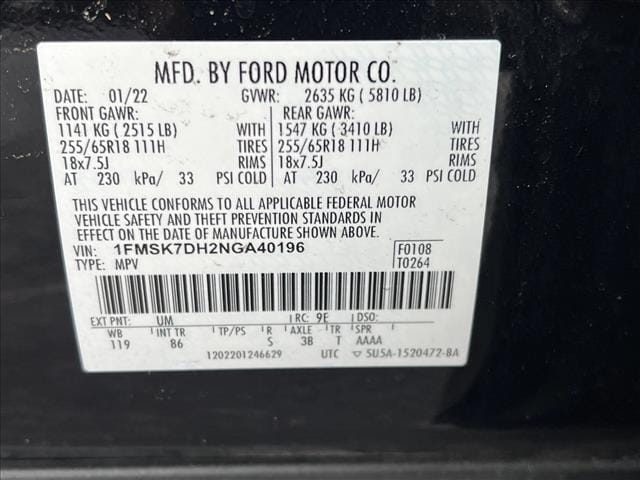 MFD. BY FORD MOTOR CO.
DATE: 01/22 GVWR: 2635 KG ( 5810 LB)
FRONT GAWR: REAR GAWR:
1141 KG ( 2515 LB) WITH 1547 KG ( 3410 LB) WITH
255/65R18 111H TIRES 255/65R18 111H TIRES
18x7.5J RIMS 18x7.5J RIMS
AT 230 kPa/ 33 PSI COLD AT 230 kPa/ 33 PSI COLD
THIS VEHICLE CONFORMS TO ALL APPLICABLE FEDERAL MOTOR
VEHICLE SAFETY AND THEFT PREVENTION STANDARDS IN
EFFECT ON THE DATE OF MANUFACTURE SHOWN ABOVE.
VIN: 1FMSK7DH2NGA40196 F0108
TYPE: MPV T0264
EXT PNT: UM RC: 9E DSO:
WB INT TR TP/PS R AXLE TR SPR
119 86 S 3B T AAAA
1202201246629 UTC 5U5A-1520472-BA